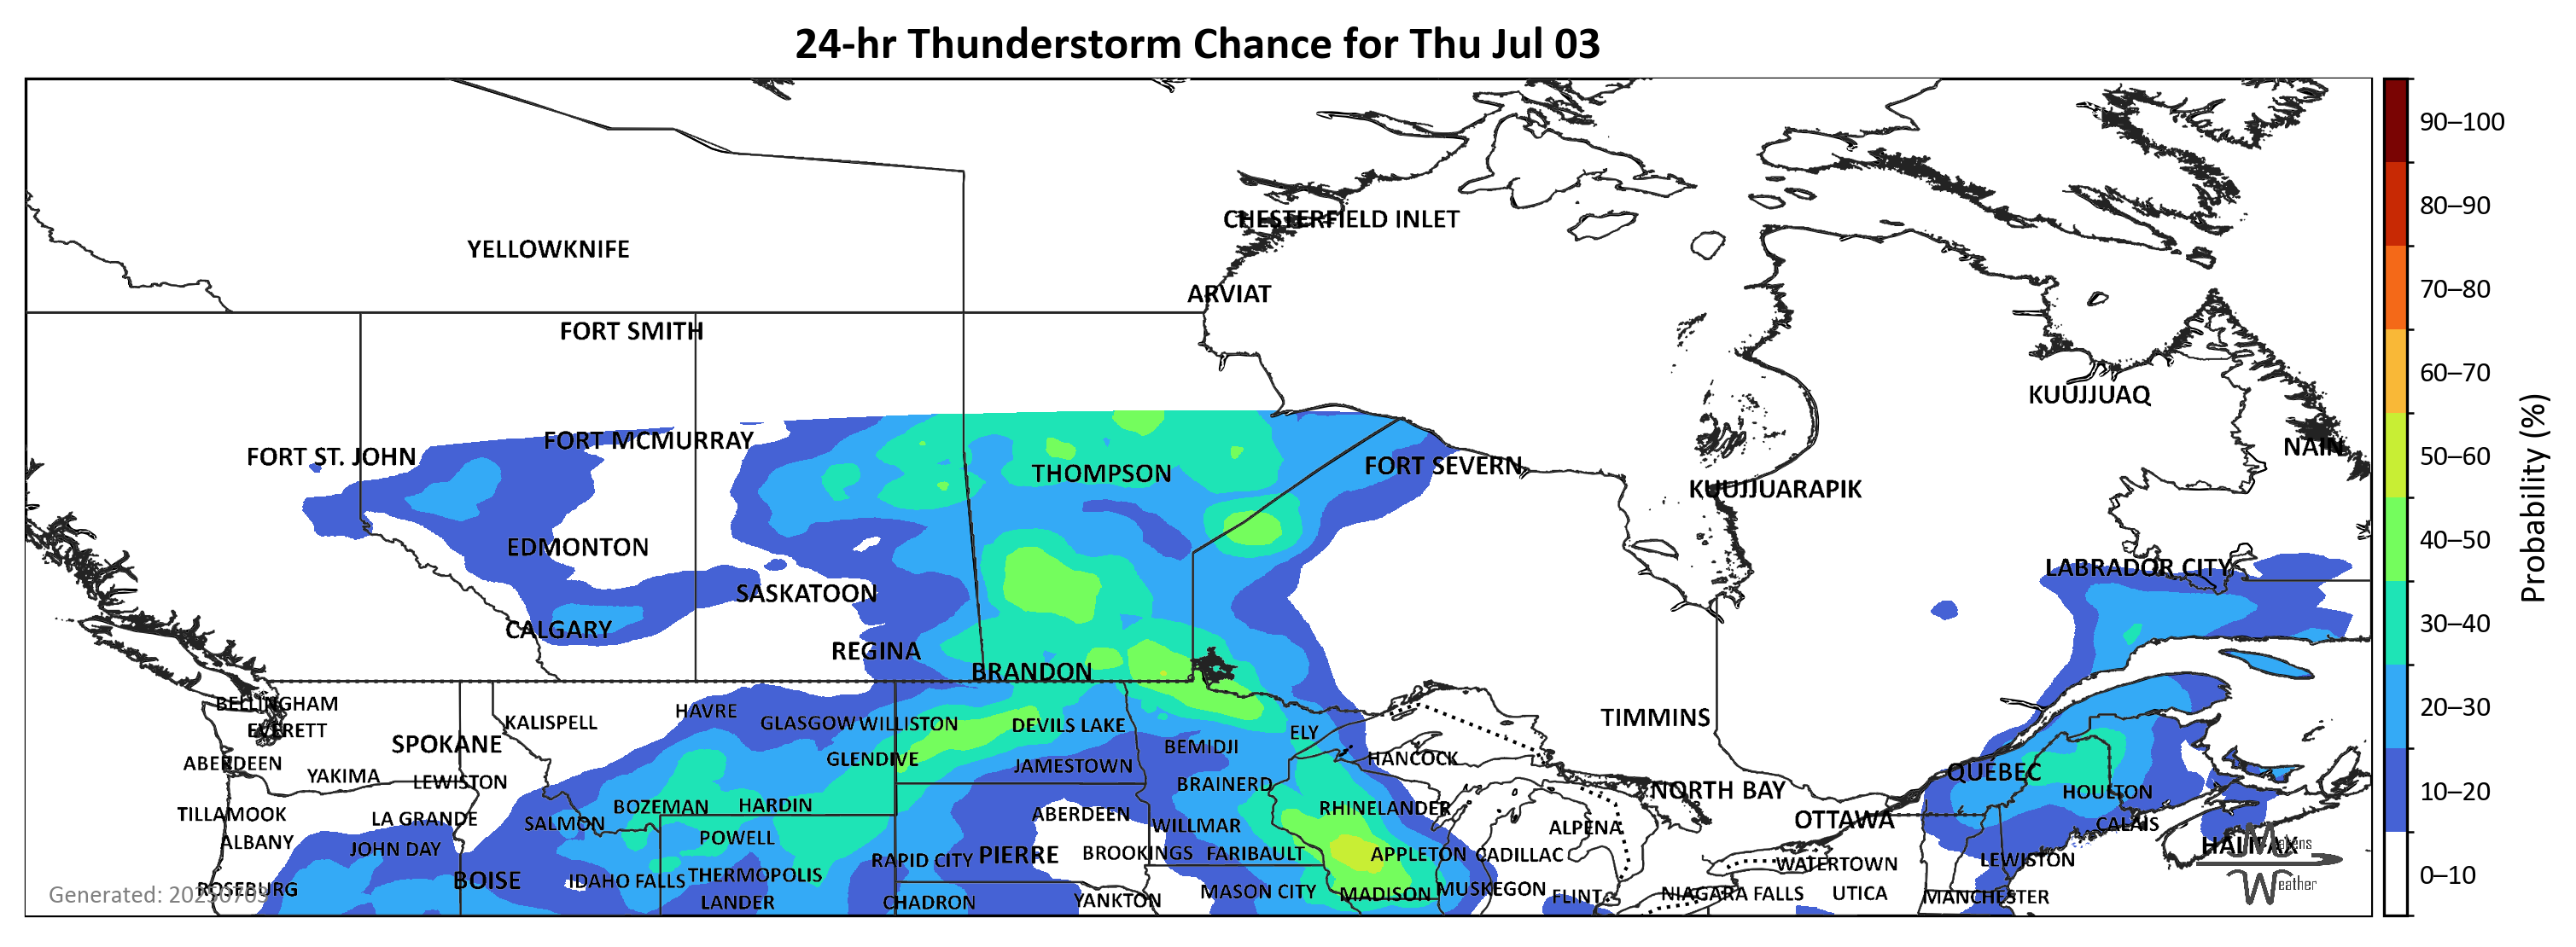 24-hr Thunderstorm Chance for Thu Jul 03
90–100
80–90
70–80
60–70
50–60
40–50
30–40
20–30
10–20
0–10
Probability (%)
CHESTERFIELD INLET
YELLOWKNIFE
ARVIAT
FORT SMITH
KUUJJUAQ
FORT MCMURRAY
NAIN
FORT ST. JOHN
FORT SEVERN
THOMPSON
KUUJJUARAPIK
EDMONTON
LABRADOR CITY
SASKATOON
CALGARY
REGINA
BRANDON
BELLINGHAM
HAVRE
TIMMINS
KALISPELL
GLASGOW
WILLISTON
DEVILS LAKE
EVERETT
ELY
SPOKANE
BEMIDJI
HANCOCK
GLENDIVE
ABERDEEN
JAMESTOWN
QUEBEC
YAKIMA
LEWISTON
BRAINERD
NORTH BAY
HOULTON
BOZEMAN
HARDIN
RHINELANDER
TILLAMOOK
LA GRANDE
SALMON
ABERDEEN
WILLMAR
ALPENA
OTTAWA
CALAIS
ALBANY
POWELL
JOHN DAY
RAPID CITY
PIERRE
BROOKINGS
FARIBAULT
APPLETON
CADILLAC
WATERTOWN
LEWISTON
HALIFAX
Makens
Weather
BOISE
IDAHO FALLS
THERMOPOLIS
ROSEBURG
MASON CITY
MADISON
MUSKEGON
FLINT
NIAGARA FALLS
UTICA
MANCHESTER
LANDER
CHADRON
YANKTON
Generated: 20250703